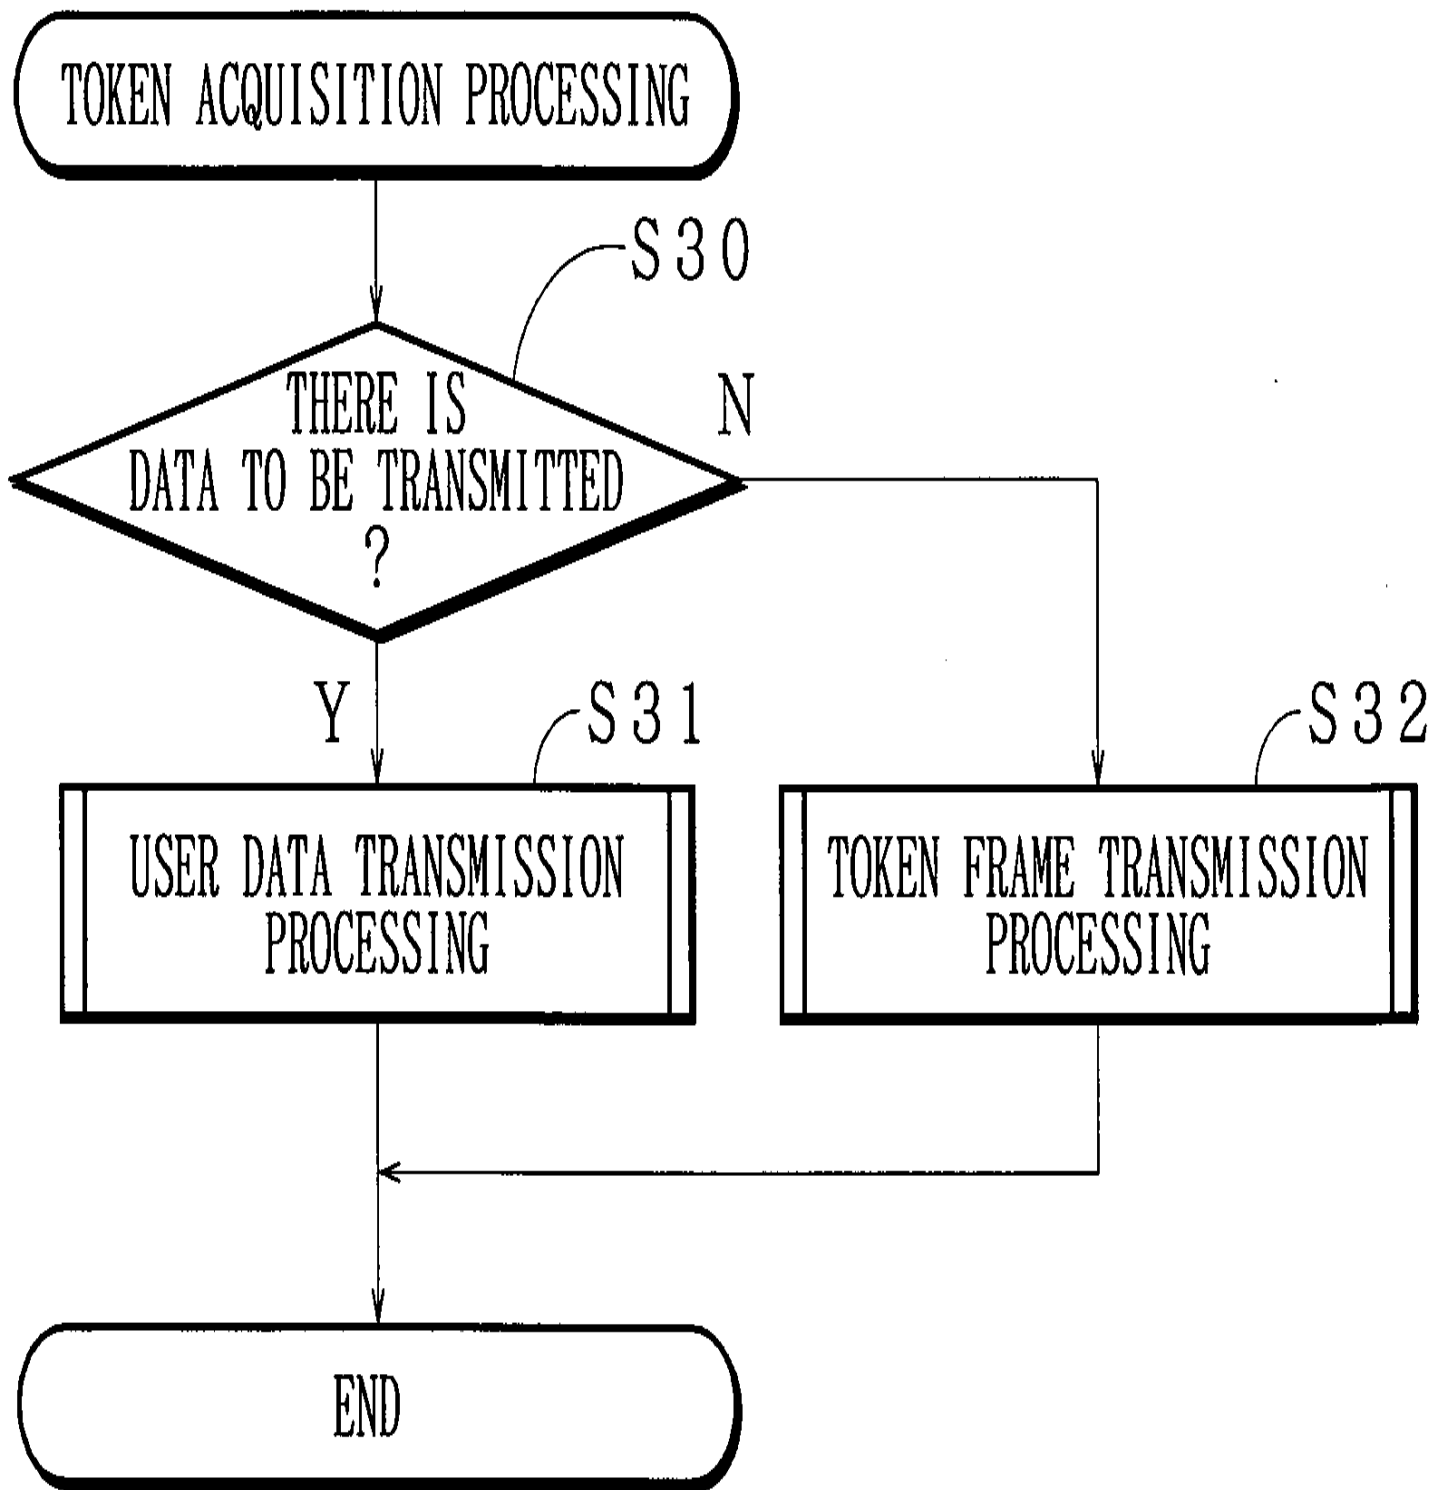 TOKEN ACQUISITION PROCESSING
S30
THERE IS
DATA TO BE TRANSMITTED
?
N
Y
S31
USER DATA TRANSMISSION
PROCESSING
S32
TOKEN FRAME TRANSMISSION
PROCESSING
END